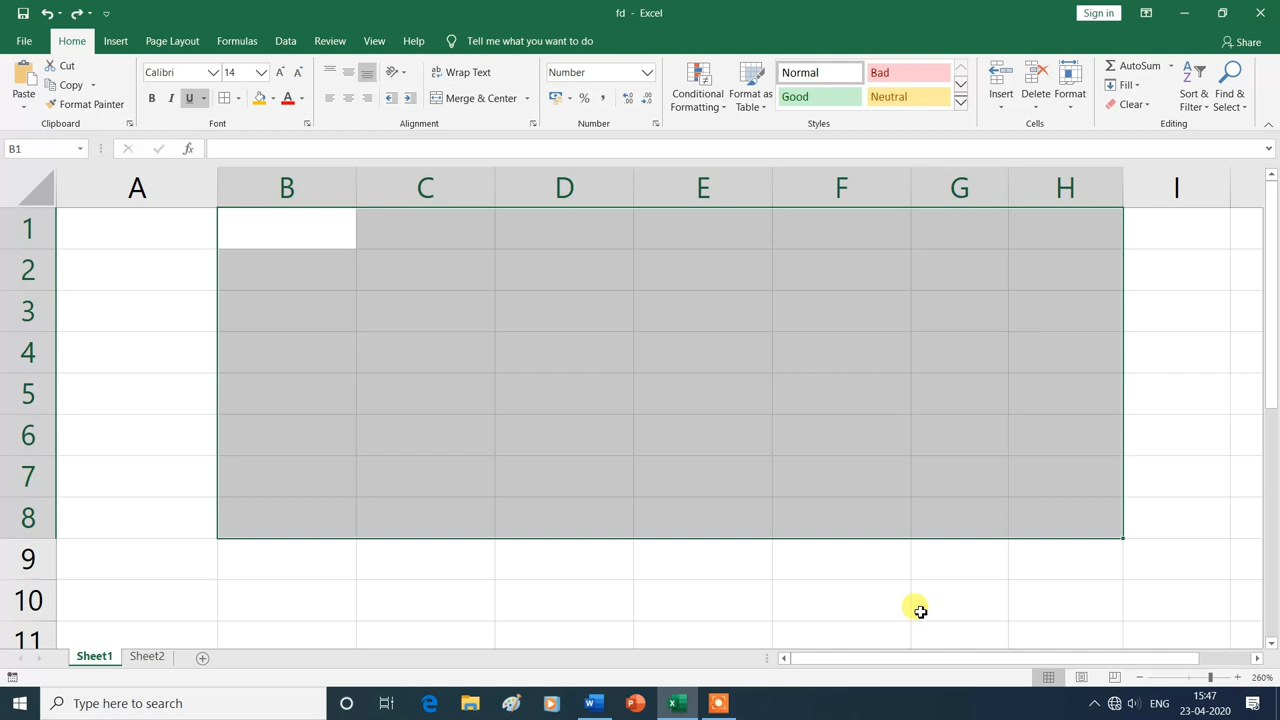 fd - Excel
Sign in
File Home Insert Page Layout Formulas Data Review View Help Tell me what you want to do Share
Paste
Cut
Copy
Format Painter
Clipboard
Calibri 14
B I U
Font
Wrap Text
Merge & Center
Alignment
Number
%
Number
Conditional Formatting
Format as Table
Normal Bad
Good Neutral
Styles
Insert Delete Format
Cells
AutoSum
Fill
Clear
Sort & Filter
Find & Select
Editing
B1
fx
A B C D E F G H I
1
2
3
4
5
6
7
8
9
10
11
Sheet1 Sheet2
260%
Type here to search
ENG
15:47
23-04-2020